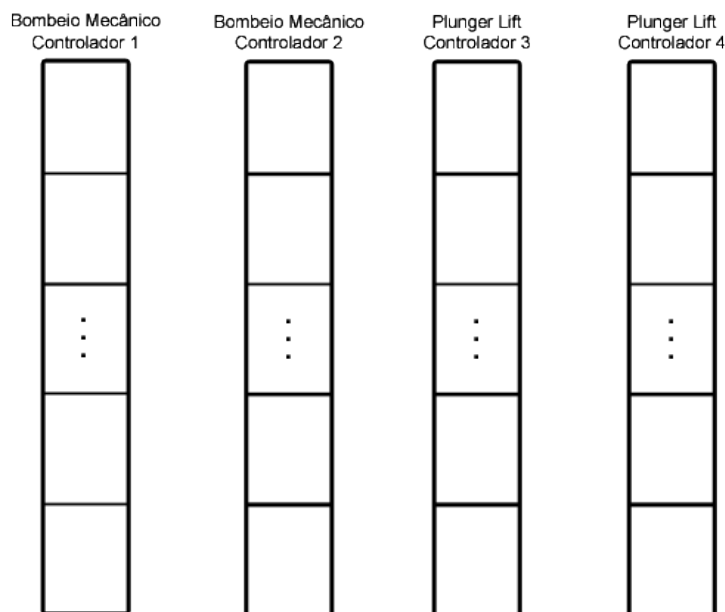 Bombeio Mecânico
Controlador 1
Bombeio Mecânico
Controlador 2
Plunger Lift
Controlador 3
Plunger Lift
Controlador 4